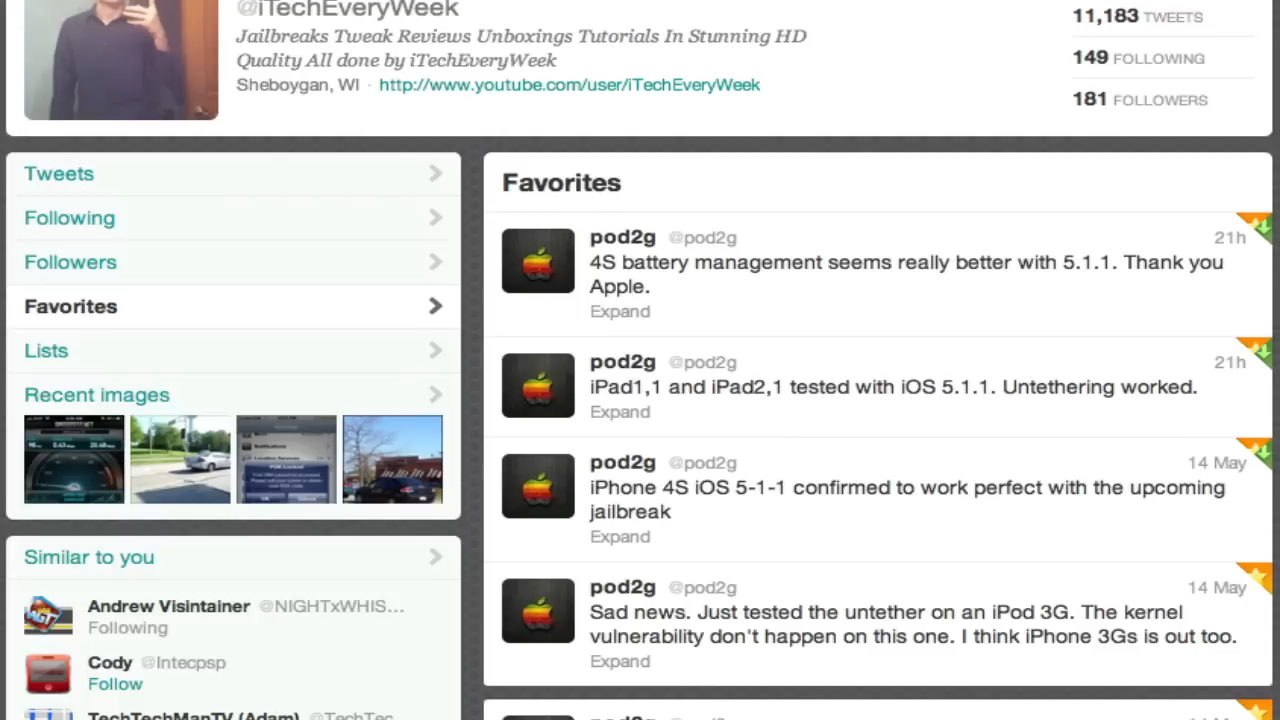 @iTechEveryWeek
Jailbreaks Tweak Reviews Unboxings Tutorials In Stunning HD
Quality All done by iTechEveryWeek
Sheboygan, WI · http://www.youtube.com/user/iTechEveryWeek
11,183 TWEETS
149 FOLLOWING
181 FOLLOWERS
Tweets
Following
Followers
Favorites
Lists
Recent images
Similar to you
Andrew Visintainer @NIGHTxWHIS...
Following
Cody @Intecpsp
Follow
TechTechManTV (Adam) @TechTec...
Favorites
pod2g @pod2g 21h
4S battery management seems really better with 5.1.1. Thank you
Apple.
Expand
pod2g @pod2g 21h
iPad1,1 and iPad2,1 tested with iOS 5.1.1. Untethering worked.
Expand
pod2g @pod2g 14 May
iPhone 4S iOS 5-1-1 confirmed to work perfect with the upcoming
jailbreak
Expand
pod2g @pod2g 14 May
Sad news. Just tested the untether on an iPod 3G. The kernel
vulnerability don't happen on this one. I think iPhone 3Gs is out too.
Expand
pod2g @pod2g 14 May